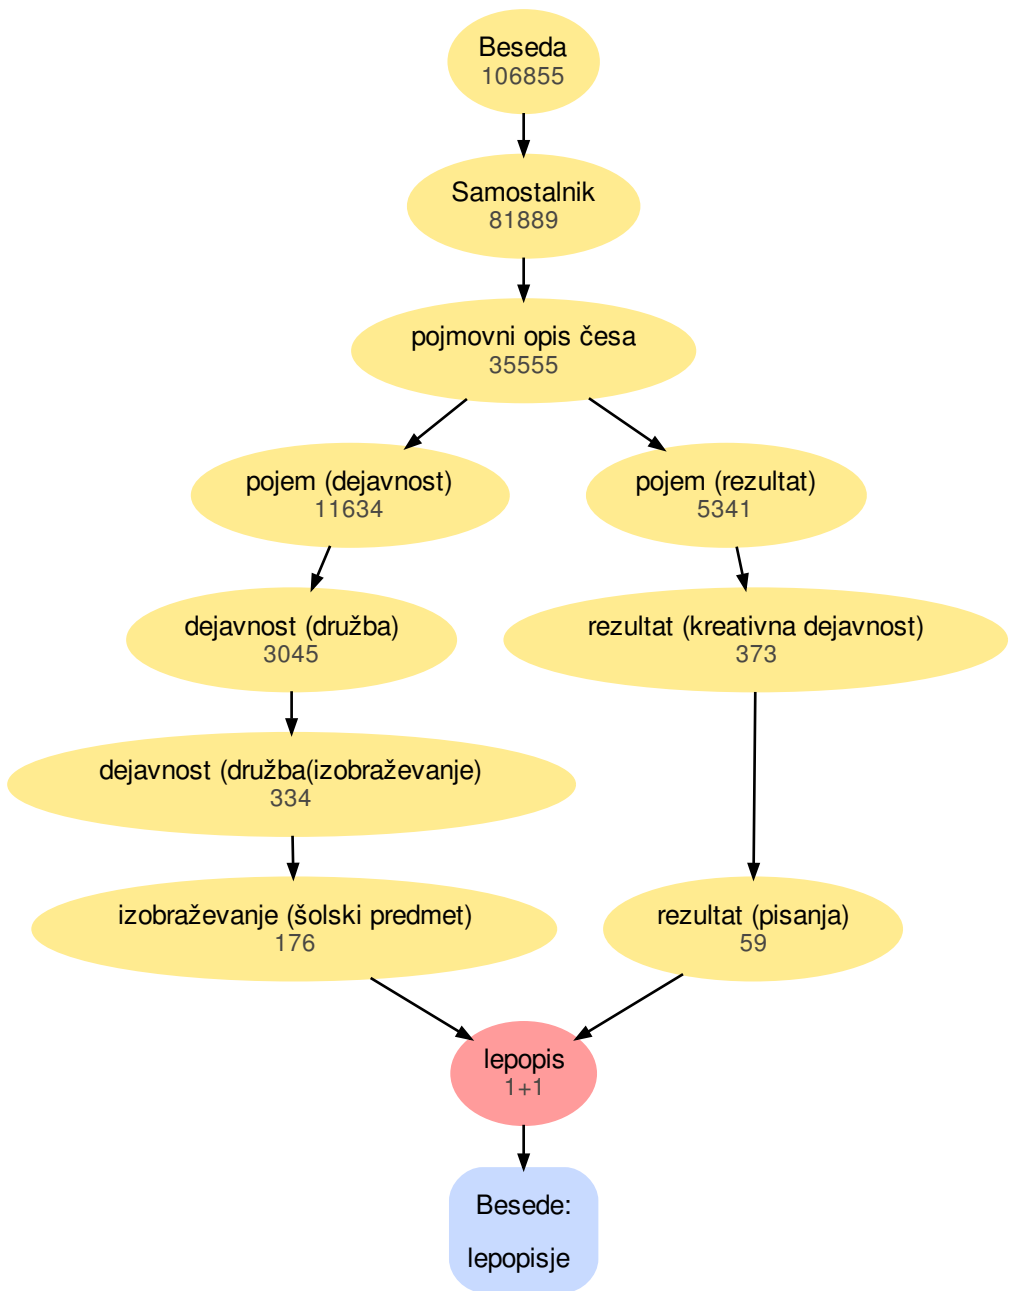 Beseda
106855
Samostalnik
81889
pojmovni opis česa
35555
pojem (dejavnost)
11634
pojem (rezultat)
5341
dejavnost (družba)
3045
rezultat (kreativna dejavnost)
373
dejavnost (družba(izobraževanje)
334
izobraževanje (šolski predmet)
176
rezultat (pisanja)
59
lepopis
1+1
Besede:
lepopisje